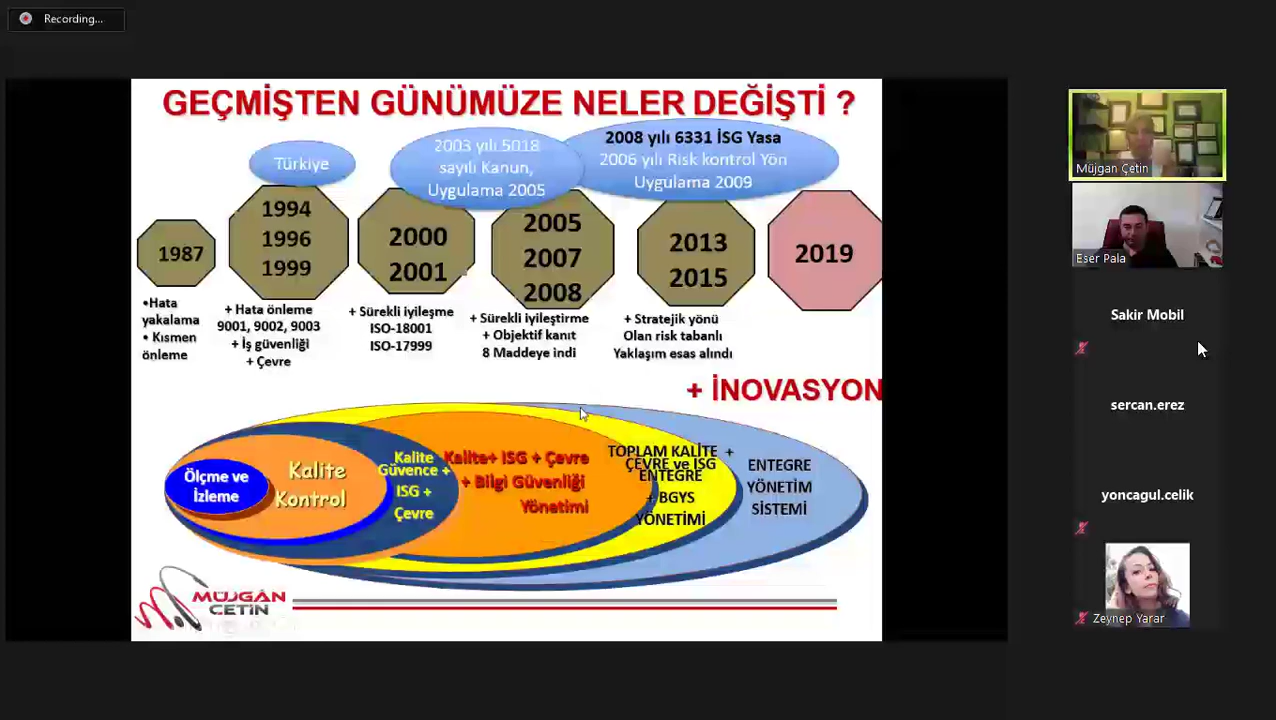 Recording...
GEÇMİŞTEN GÜNÜMÜZE NELER DEĞİŞTİ ?
Türkiye
2003 yılı 5018
sayılı Kanun,
Uygulama 2005
2008 yılı 6331 İSG Yasa
2006 yılı Risk kontrol Yön
Uygulama 2009
1987
1994
1996
1999
2000
2001
2005
2007
2008
2013
2015
2019
•Hata
yakalama
• Kısmen
önleme
+ Hata önleme
9001, 9002, 9003
+ İş güvenliği
+ Çevre
+ Sürekli iyileşme
ISO-18001
ISO-17999
+ Sürekli iyileştirme
+ Objektif kanıt
8 Maddeye indi
+ Stratejik yönü
Olan risk tabanlı
Yaklaşım esas alındı
+ İNOVASYON
Ölçme ve
İzleme
Kalite
Kontrol
Kalite
Güvence +
ISG +
Çevre
Kalite+ ISG + Çevre
+ Bilgi Güvenliği
Yönetimi
TOPLAM KALİTE +
ÇEVRE ve ISG
ENTEGRE
+ BGYS
YÖNETİMİ
ENTEGRE
YÖNETİM
SİSTEMİ
MÜJGÂN
ÇETİN
Müjgan Çetin
Eser Pala
Sakir Mobil
sercan.erez
yoncagul.celik
Zeynep Yarar